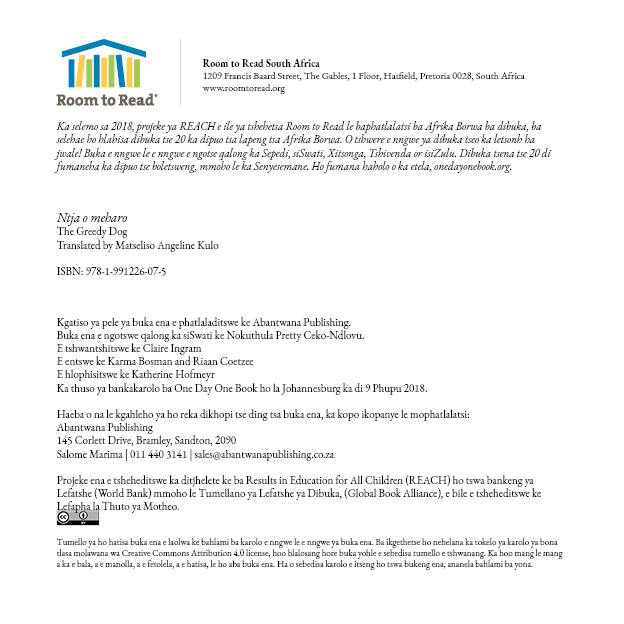 Room to Read®
Room to Read South Africa
1209 Francis Baard Street, The Gables, 1 Floor, Hatfield, Pretoria 0028, South Africa
www.roomtoread.org
Ka selemo sa 2018, projeke ya REACH e ile ya tshehetsa Room to Read le baphatlalatsi ba Afrika Borwa ba dibuka, ba
selehae ho hlahisa dibuka tse 20 ka dipuo tsa lapeng tsa Afrika Borwa. O tshwere e nngwe ya dibuka tseo ka letsonh ba
jwale! Buka e nngwe le e nngwe e ngotse qalong ka Sepedi, siSwati, Xitsonga, Tshivenda or isiZulu. Dibuka tsena tse 20 di
fumaneha ka dipuo tse boletsweng, mmoho le ka Senyesemane. Ho fumana haholo o ka etela, onedayonebook.org.
Ntja o meharo
The Greedy Dog
Translated by Matseliso Angeline Kulo
ISBN: 978-1-991226-07-5
Kgatiso ya pele ya buka ena e phatlaladitswe ke Abantwana Publishing.
Buka ena e ngotswe qalong ka siSwati ke Nokuthula Pretty Ceko-Ndlovu.
E tshwantshitswe ke Claire Ingram
E entswe ke Karma Bosman and Riaan Coetzee
E hlophisitswe ke Katherine Hofmeyr
Ka thuso ya bankakarolo ba One Day One Book ho la Johannesburg ka di 9 Phupu 2018.
Haeba o na le kgahleho ya ho reka dikhopi tse ding tsa buka ena, ka kopo ikopanye le mophatlalatsi:
Abantwana Publishing
145 Corlett Drive, Bramley, Sandton, 2090
Salome Marima | 011 440 3141 | sales@abantwanapublishing.co.za
Projeke ena e tsheheditswe ka ditjhelete ke ba Results in Education for All Children (REACH) ho tswa bankeng ya
Lefatshe (World Bank) mmoho le Tumellano ya Lefatshe ya Dibuka, (Global Book Alliance), e bile e tsheheditswe ke
Lefapha la Thuto ya Motheo.
cc BY
Tumello ya ho hatisa buka ena e laolwa ke bahlami ba karolo e nngwe le e nngwe ya buka ena. Ba ikgethetse ho nehelana ka tokelo ya karolo ya bona
tlasa molawana wa Creative Commons Attribution 4.0 license, hoo hlalosang hore buka yohle e sebedisa tumello e tshwanang. Ka hoo mang le mang
a ka e bala, a e manolla, a e fetolela, a e hatisa, le ho aba buka ena. Ha o sebedisa karolo e itseng ho tswa bukeng ena, ananela bahlami ba yona.